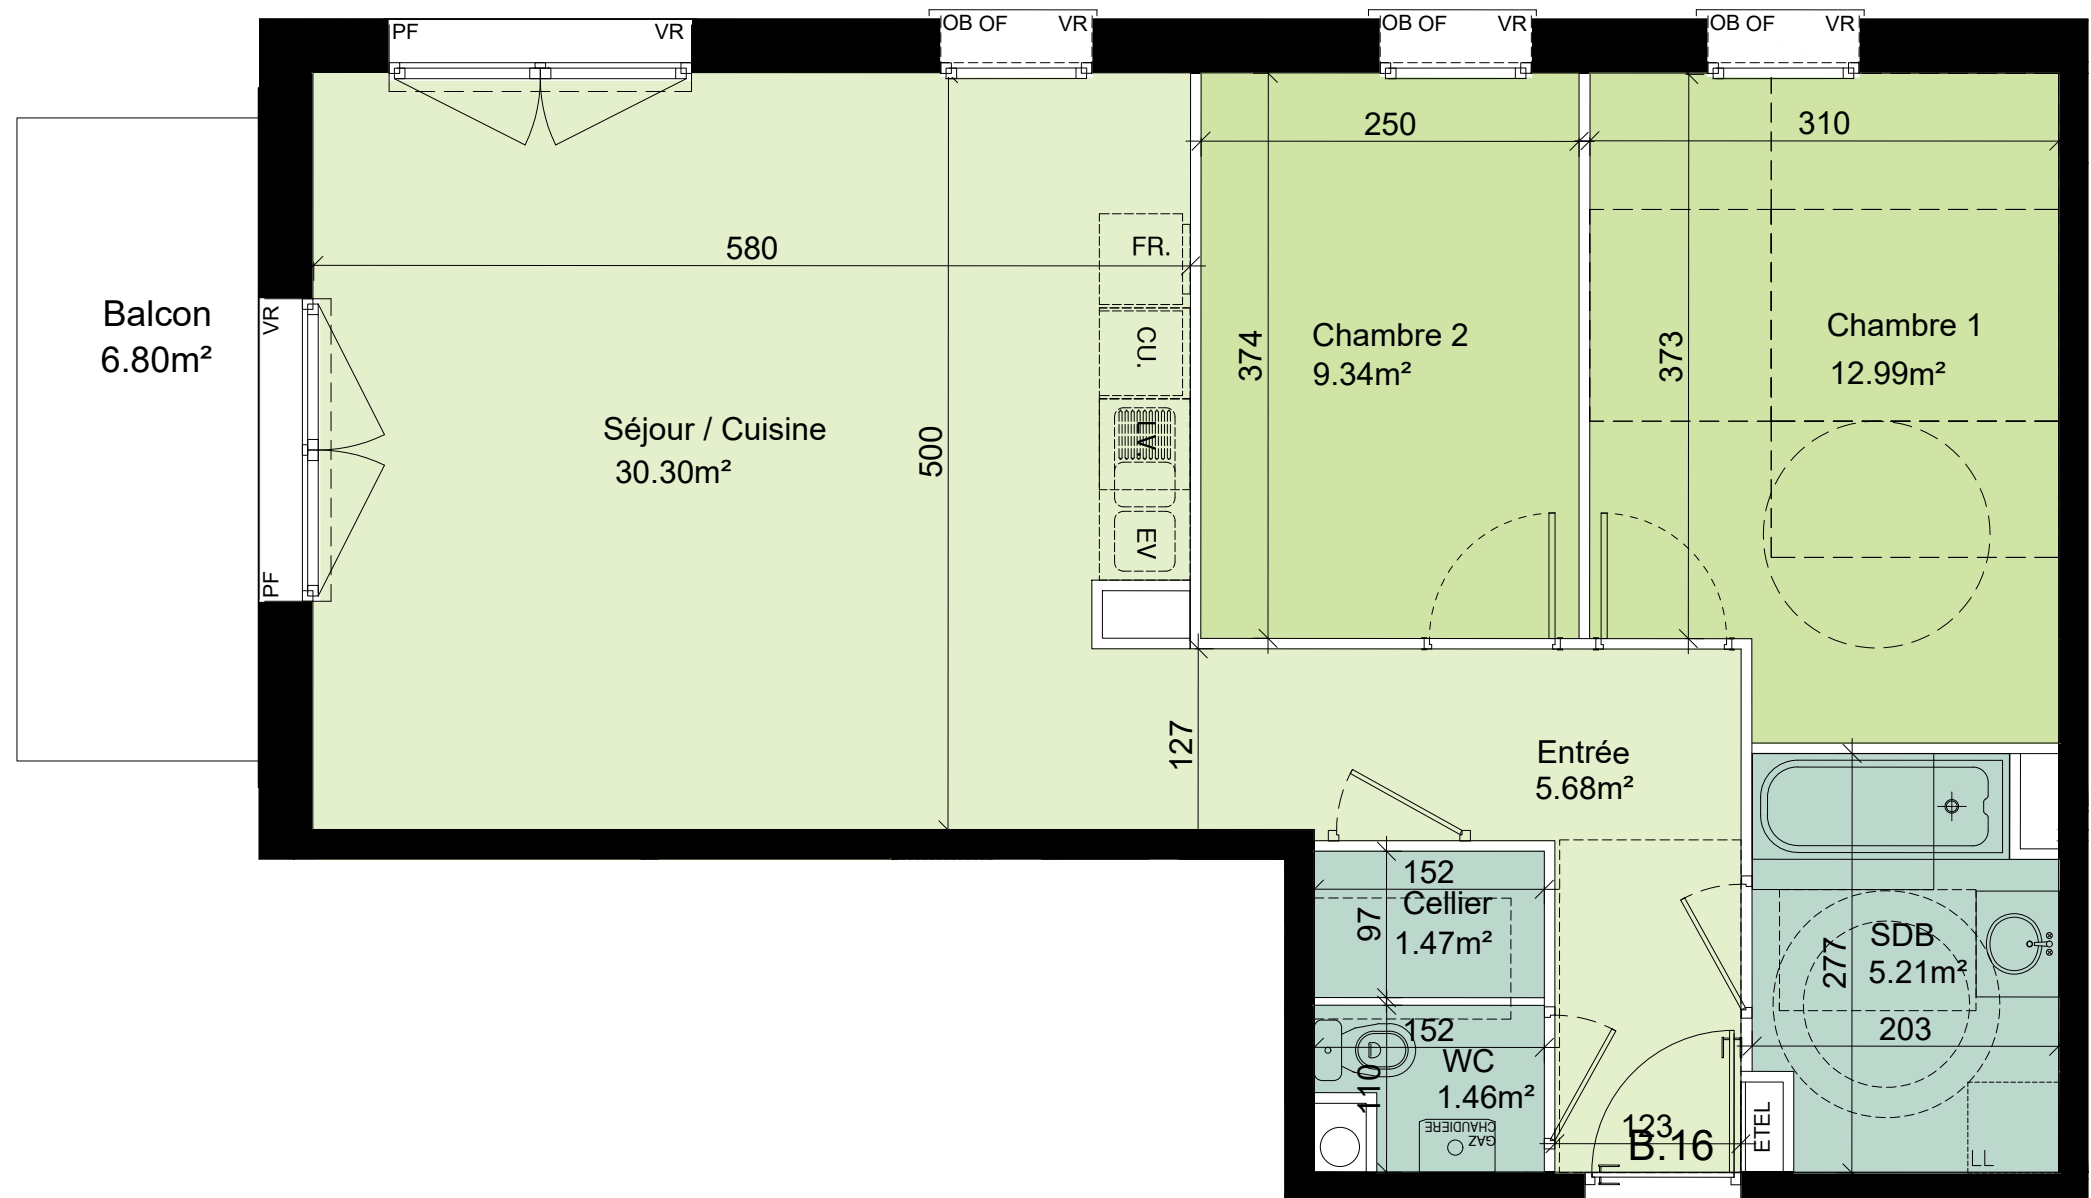 PF VR
OB OF VR
OB OF VR
OB OF VR
250
310
580
FR.
Balcon
6.80m²
VR
PF
CU.
Chambre 2
9.34m²
374
373
Chambre 1
12.99m²
Séjour / Cuisine
30.30m²
500
LV.
EV
127
Entrée
5.68m²
152
Cellier
1.47m²
97
SDB
5.21m²
277
203
152
WC
1.46m²
110
GAZ
CHAUDIERE
123
B.16
ETEL
LL